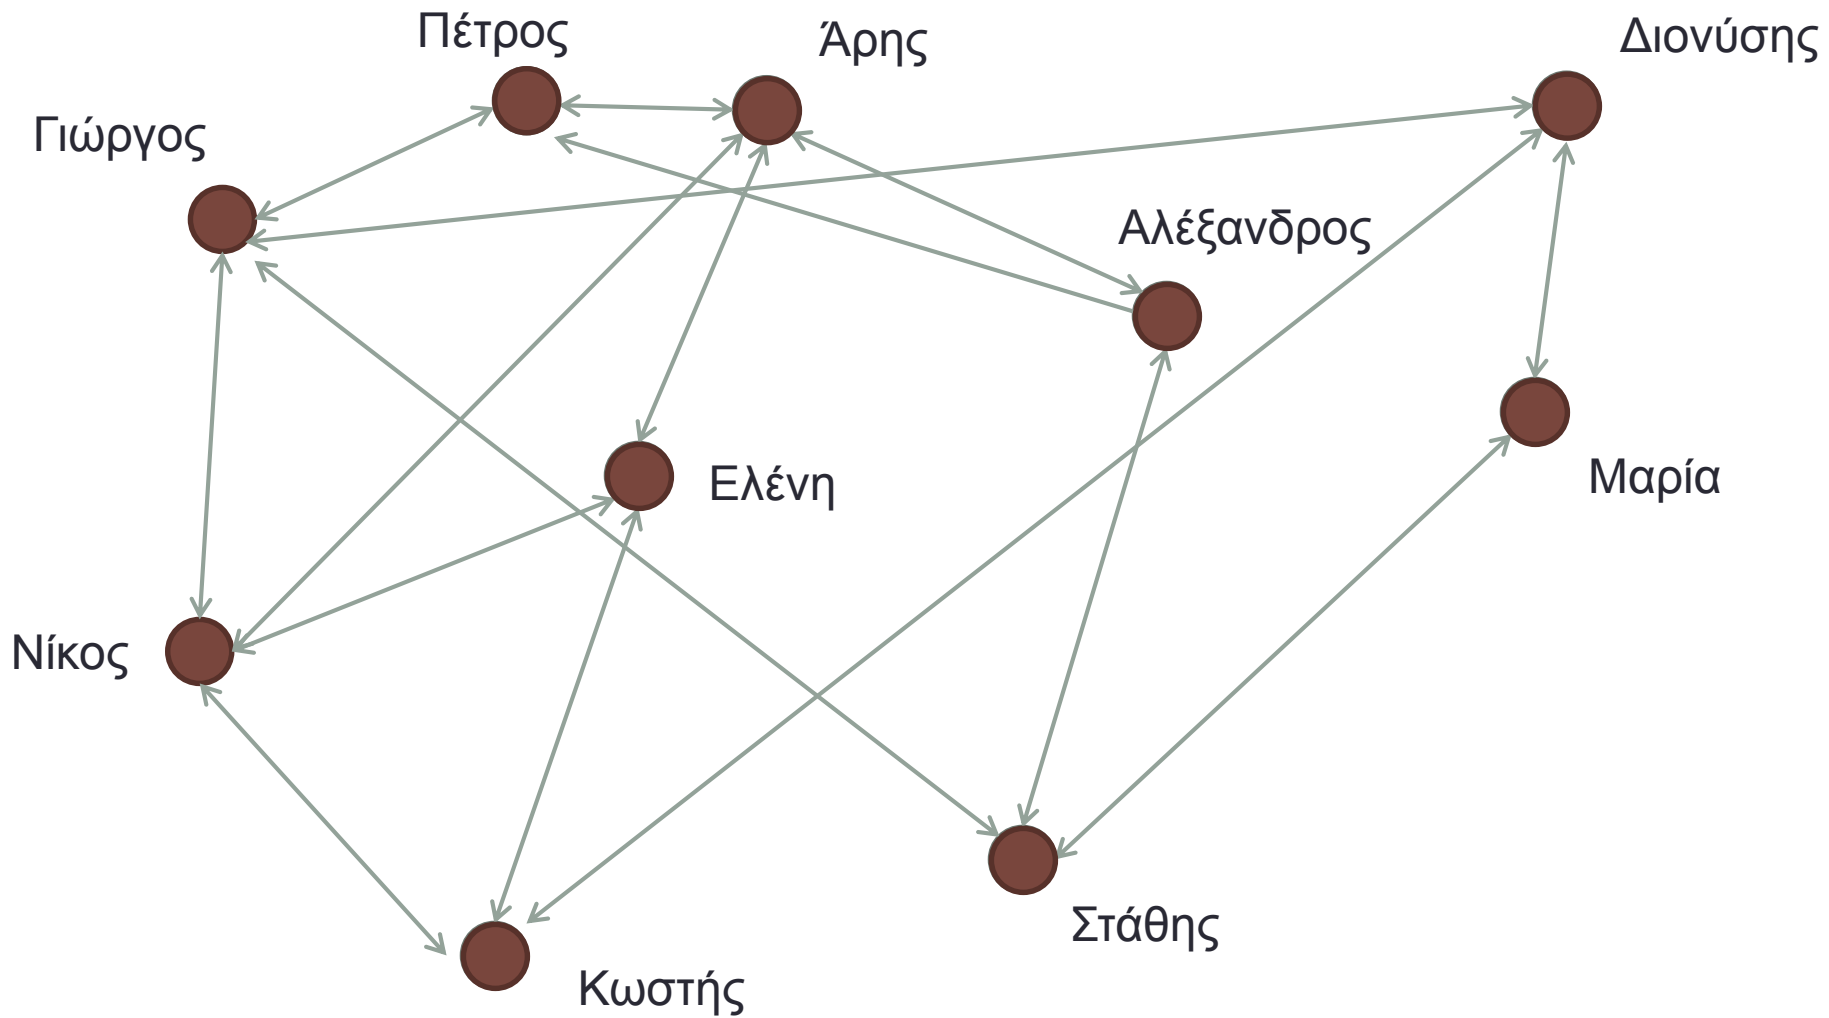 Πέτρος
Άρης
Διονύσης
Γιώργος
Αλέξανδρος
Ελένη
Μαρία
Νίκος
Στάθης
Κωστής